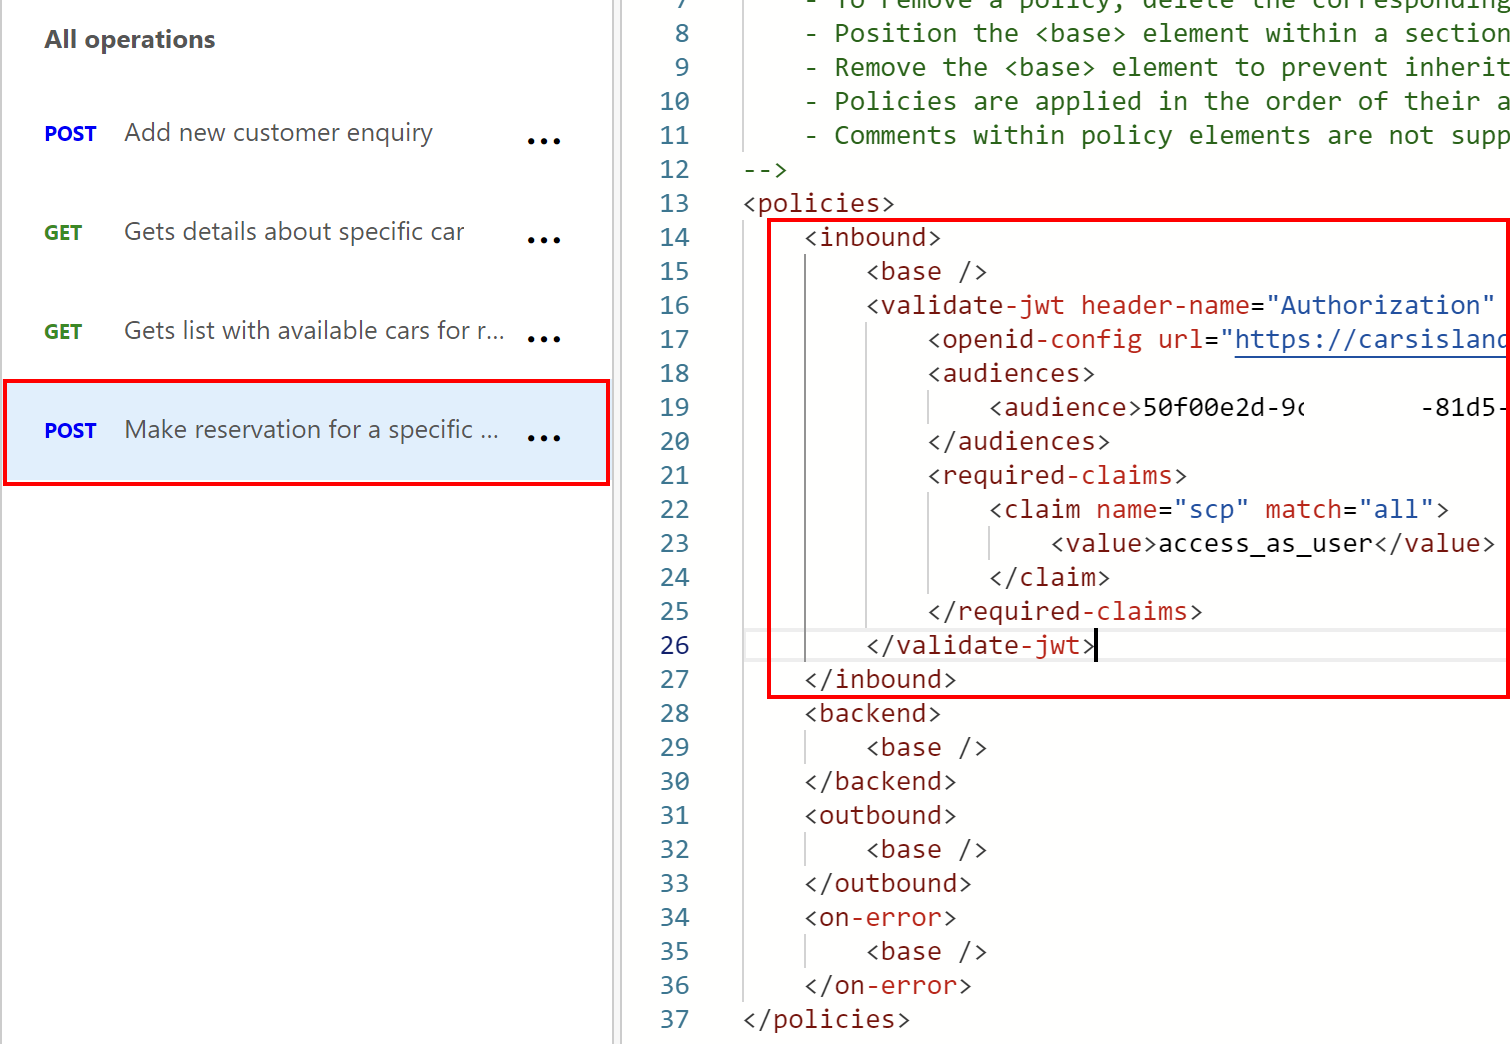 All operations
POST Add new customer enquiry ...
GET Gets details about specific car ...
GET Gets list with available cars for r... ...
POST Make reservation for a specific ... ...
7 - To remove a policy, delete the corresponding
8 - Position the <base> element within a section
9 - Remove the <base> element to prevent inherit
10 - Policies are applied in the order of their a
11 - Comments within policy elements are not supp
12 -->
13 <policies>
14 <inbound>
15 <base />
16 <validate-jwt header-name="Authorization"
17 <openid-config url="https://carsisland
18 <audiences>
19 <audience>50f00e2d-9c -81d5-
20 </audiences>
21 <required-claims>
22 <claim name="scp" match="all">
23 <value>access_as_user</value>
24 </claim>
25 </required-claims>
26 </validate-jwt>
27 </inbound>
28 <backend>
29 <base />
30 </backend>
31 <outbound>
32 <base />
33 </outbound>
34 <on-error>
35 <base />
36 </on-error>
37 </policies>